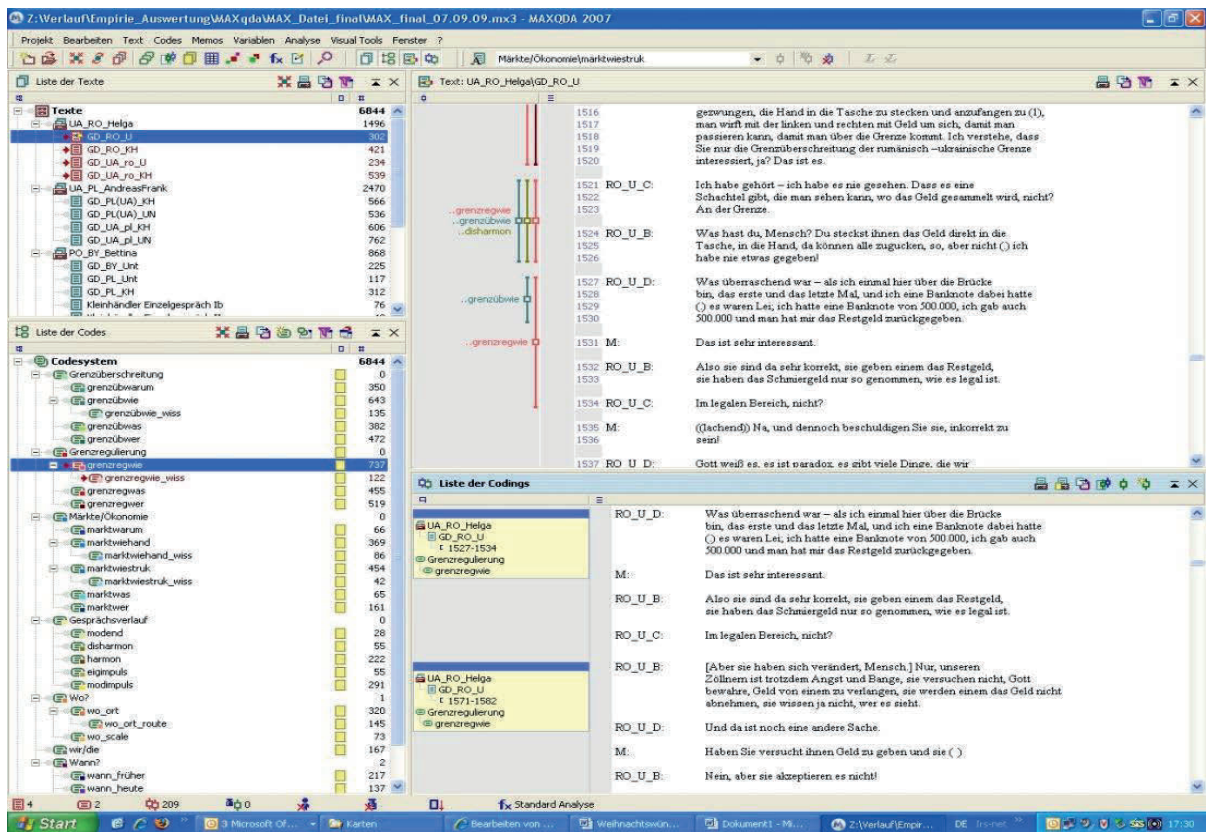 Z:\Verlauf\Empirie_Auswertung\MAXqda\MAX_Datei_final\MAX_final_07.09.09.mx3 - MAXQDA 2007
Projekt Bearbeiten Text Codes Memos Variablen Analyse Visual Tools Fenster ?
Märkte/Ökonomie\marktwiestruk
Liste der Texte
Texte 6844
UA_RO_Helga 1496
GD_RO_U 302
GD_RO_KH 421
GD_UA_ro_U 234
GD_UA_ro_KH 539
UA_PL_AndreasFrank 2470
GD_PL(UA)_KH 566
GD_PL(UA)_UN 536
GD_UA_pl_KH 606
GD_UA_pl_UN 762
PO_BY_Bettina 868
GD_BY_Unt 225
GD_PL_Unt 117
GD_PL_KH 312
Kleinhändler Einzelgespräch Ib 76
Liste der Codes
Codesystem 6844
Grenzüberschreitung 0
grenzübwarum 350
grenzübwie 643
grenzübwie_wiss 135
grenzübwas 382
grenzübwer 472
Grenzregulierung 0
grenzregwie 737
grenzregwie_wiss 122
grenzregwas 455
grenzregwer 519
Märkte/Ökonomie 0
marktwarum 66
marktwiehand 369
marktwiehand_wiss 86
marktwiestruk 454
marktwiestruk_wiss 42
marktwas 65
marktwer 161
Gesprächsverlauf 0
modend 28
disharmon 55
harmon 222
eigimpuls 55
modimpuls 291
Wo? 1
wo_ort 320
wo_ort_route 145
wo_scale 73
wir/die 167
Wann? 2
wann_früher 217
wann_heute 137
Text: UA_RO_Helga\GD_RO_U
1516 gezwungen, die Hand in die Tasche zu stecken und anzufangen zu (1),
1517 man wirft mit der linken und rechten mit Geld um sich, damit man
1518 passieren kann, damit man über die Grenze kommt. Ich verstehe, dass
1519 Sie nur die Grenzüberschreitung der rumänisch –ukrainische Grenze
1520 interessiert, ja? Das ist es.
1521 RO_U_C: Ich habe gehört – ich habe es nie gesehen. Dass es eine
1522 Schachtel gibt, die man sehen kann, wo das Geld gesammelt wird, nicht?
..grenzregwie 1523 An der Grenze.
..grenzübwie
..disharmon 1524 RO_U_B: Was hast du, Mensch? Du steckst ihnen das Geld direkt in die
1525 Tasche, in die Hand, da können alle zugucken, so, aber nicht () ich
1526 habe nie etwas gegeben!
1527 RO_U_D: Was überraschend war – als ich einmal hier über die Brücke
..grenzübwie 1528 bin, das erste und das letzte Mal, und ich eine Banknote dabei hatte
1529 () es waren Lei, ich hatte eine Banknote von 500.000, ich gab auch
1530 500.000 und man hat mir das Restgeld zurückgegeben.
..grenzregwie 1531 M: Das ist sehr interessant.
1532 RO_U_B: Also sie sind da sehr korrekt, sie geben einem das Restgeld,
1533 sie haben das Schmiergeld nur so genommen, wie es legal ist.
1534 RO_U_C: Im legalen Bereich, nicht?
1535 M: ((lachend)) Na, und dennoch beschuldigen Sie sie, inkorrekt zu
1536 sein!
1537 RO_U_D: Gott weiß es, es ist paradox, es gibt viele Dinge, die wir
Liste der Codings
UA_RO_Helga
GD_RO_U
1527-1534
Grenzregulierung
grenzregwie
RO_U_D: Was überraschend war – als ich einmal hier über die Brücke
bin, das erste und das letzte Mal, und ich eine Banknote dabei hatte
() es waren Lei, ich hatte eine Banknote von 500.000, ich gab auch
500.000 und man hat mir das Restgeld zurückgegeben.
M: Das ist sehr interessant.
RO_U_B: Also sie sind da sehr korrekt, sie geben einem das Restgeld,
sie haben das Schmiergeld nur so genommen, wie es legal ist.
RO_U_C: Im legalen Bereich, nicht?
UA_RO_Helga
GD_RO_U
1571-1582
Grenzregulierung
grenzregwie
RO_U_B: [Aber sie haben sich verändert, Mensch.] Nur, unseren
Zöllnern ist trotzdem Angst und Bange, sie versuchen nicht, Gott
bewahre, Geld von einem zu verlangen, sie werden einem das Geld nicht
abnehmen, sie wissen ja nicht, wer es sieht.
RO_U_D: Und da ist noch eine andere Sache.
M: Haben Sie versucht ihnen Geld zu geben und sie ( )
RO_U_B: Nein, aber sie akzeptieren es nicht!
4 2 209 0 Standard Analyse
Start 3 Microsoft Of... Karten Bearbeiten von ... Weihnachtswün... Dokument1 - Mi... Z:\Verlauf\Empir... DE 17:30